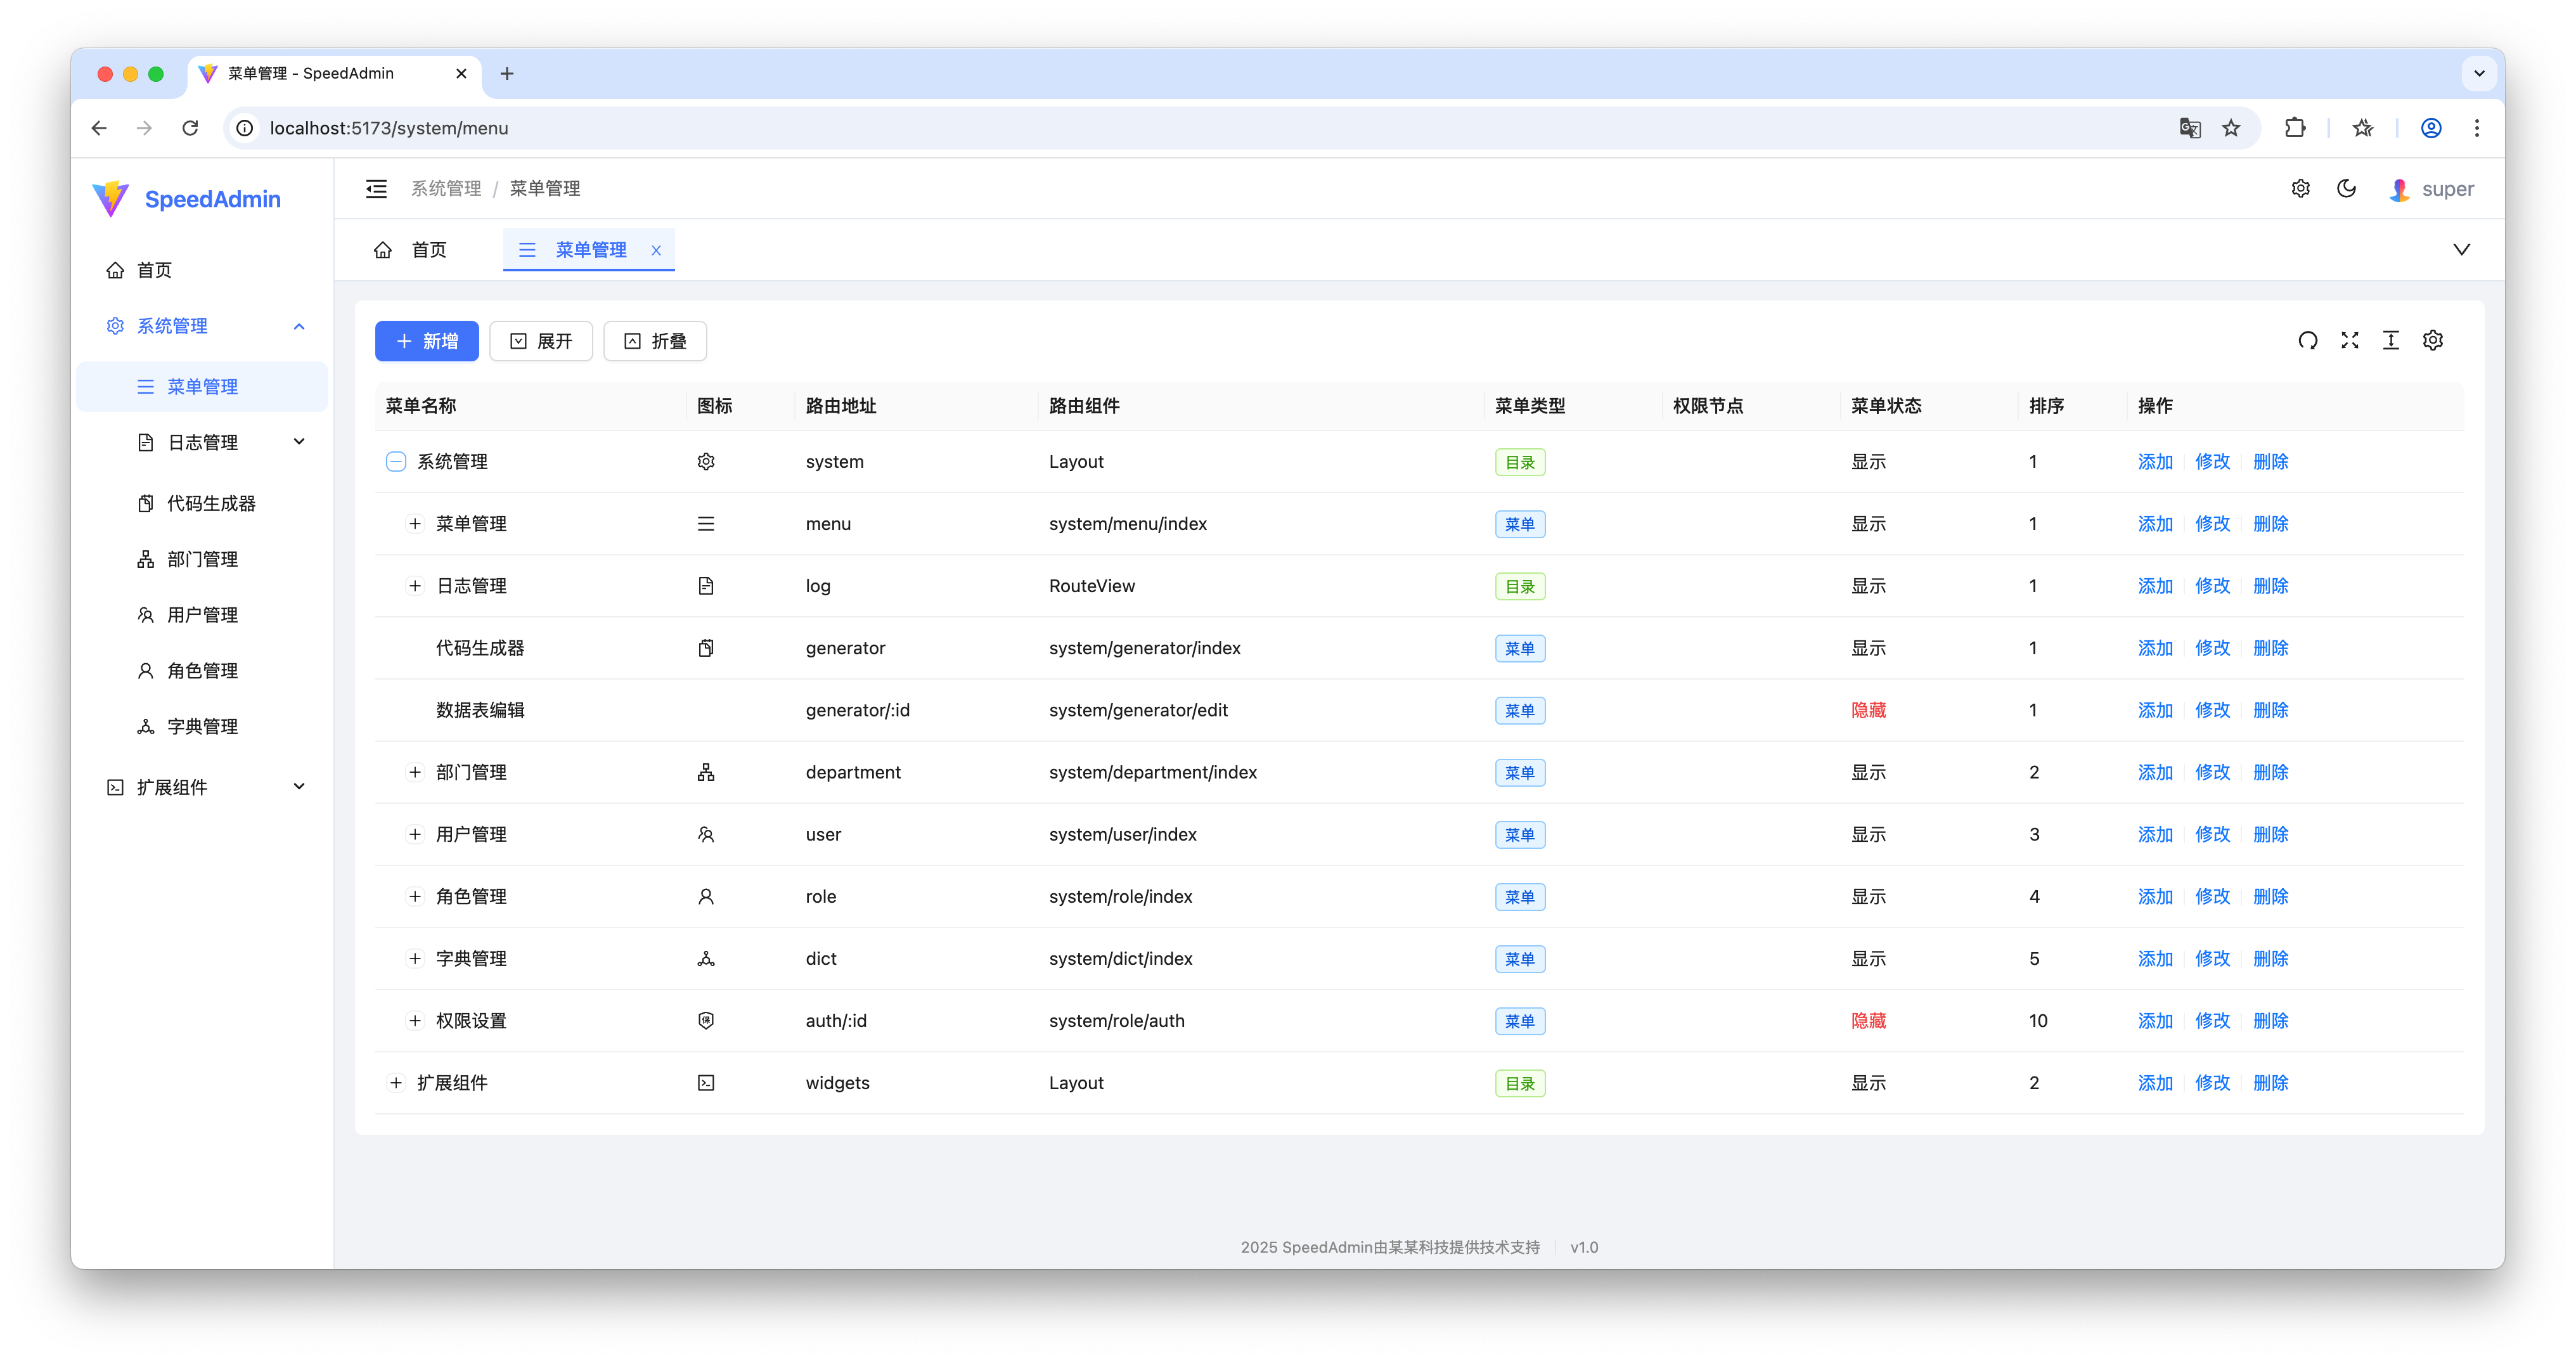 菜单管理 - SpeedAdmin
localhost:5173/system/menu
SpeedAdmin
首页
系统管理
菜单管理
日志管理
代码生成器
部门管理
用户管理
角色管理
字典管理
扩展组件
系统管理 / 菜单管理
super
首页 菜单管理
新增 展开 折叠
菜单名称 图标 路由地址 路由组件 菜单类型 权限节点 菜单状态 排序 操作
系统管理 system Layout 目录 显示 1 添加 修改 删除
菜单管理 menu system/menu/index 菜单 显示 1 添加 修改 删除
日志管理 log RouteView 目录 显示 1 添加 修改 删除
代码生成器 generator system/generator/index 菜单 显示 1 添加 修改 删除
数据表编辑 generator/:id system/generator/edit 菜单 隐藏 1 添加 修改 删除
部门管理 department system/department/index 菜单 显示 2 添加 修改 删除
用户管理 user system/user/index 菜单 显示 3 添加 修改 删除
角色管理 role system/role/index 菜单 显示 4 添加 修改 删除
字典管理 dict system/dict/index 菜单 显示 5 添加 修改 删除
权限设置 auth/:id system/role/auth 菜单 隐藏 10 添加 修改 删除
扩展组件 widgets Layout 目录 显示 2 添加 修改 删除
2025 SpeedAdmin由某某科技提供技术支持 v1.0